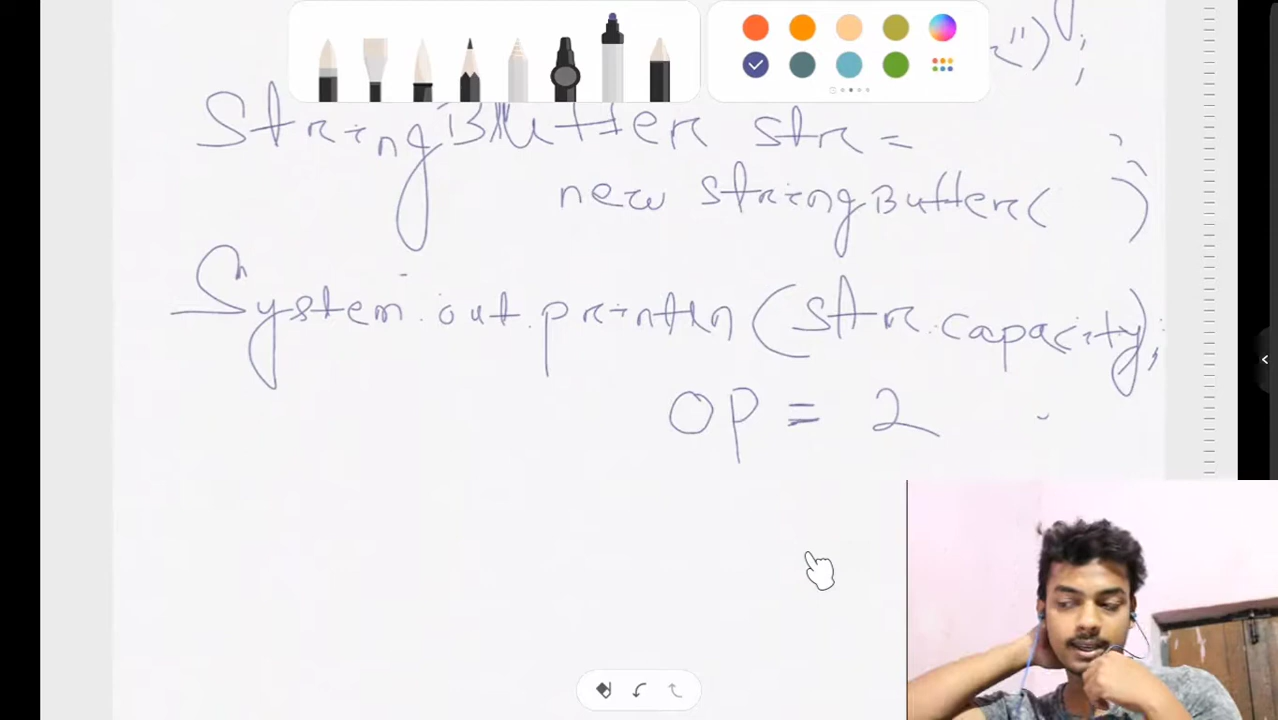 ");
StringBuffer str =
new stringBuffer( );
System.out.println(str.capacity);
OP = 2